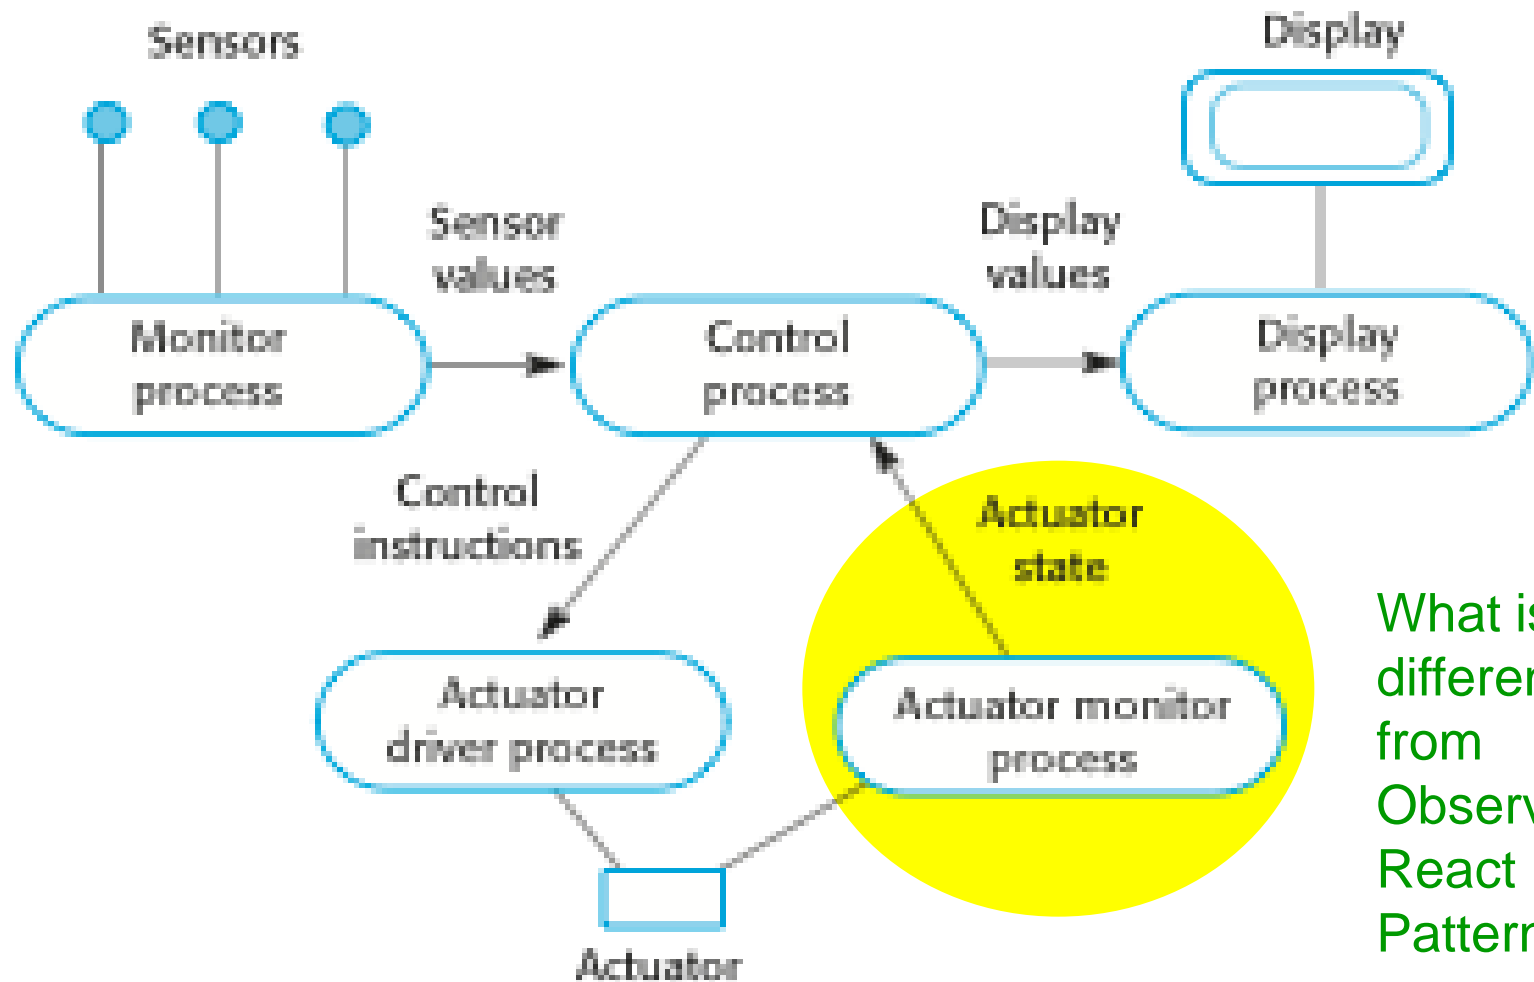 Sensors
Display
Sensor
values
Display
values
Monitor
process
Control
process
Display
process
Control
instructions
Actuator
state
Actuator
driver process
Actuator monitor
process
Actuator
What is
differen
from
Observ
React
Pattern